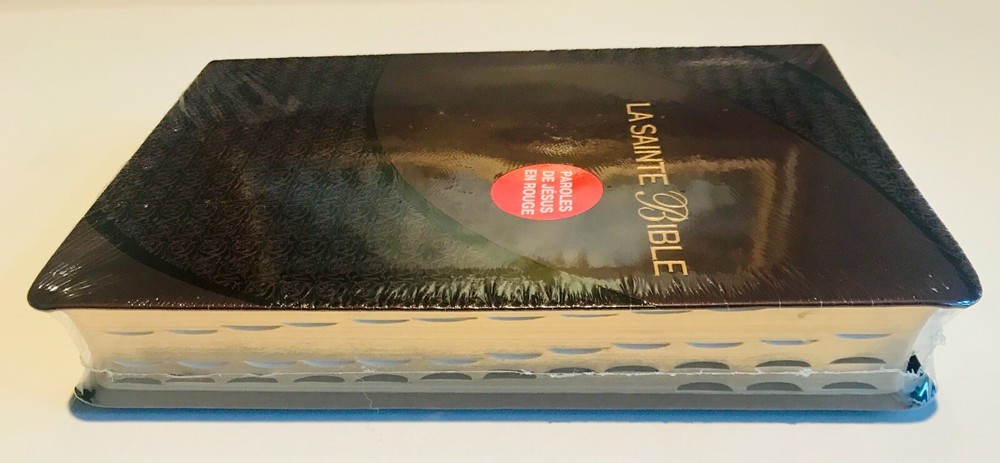 LA SAINTE BIBLE
PAROLES
DE JÉSUS
EN ROUGE